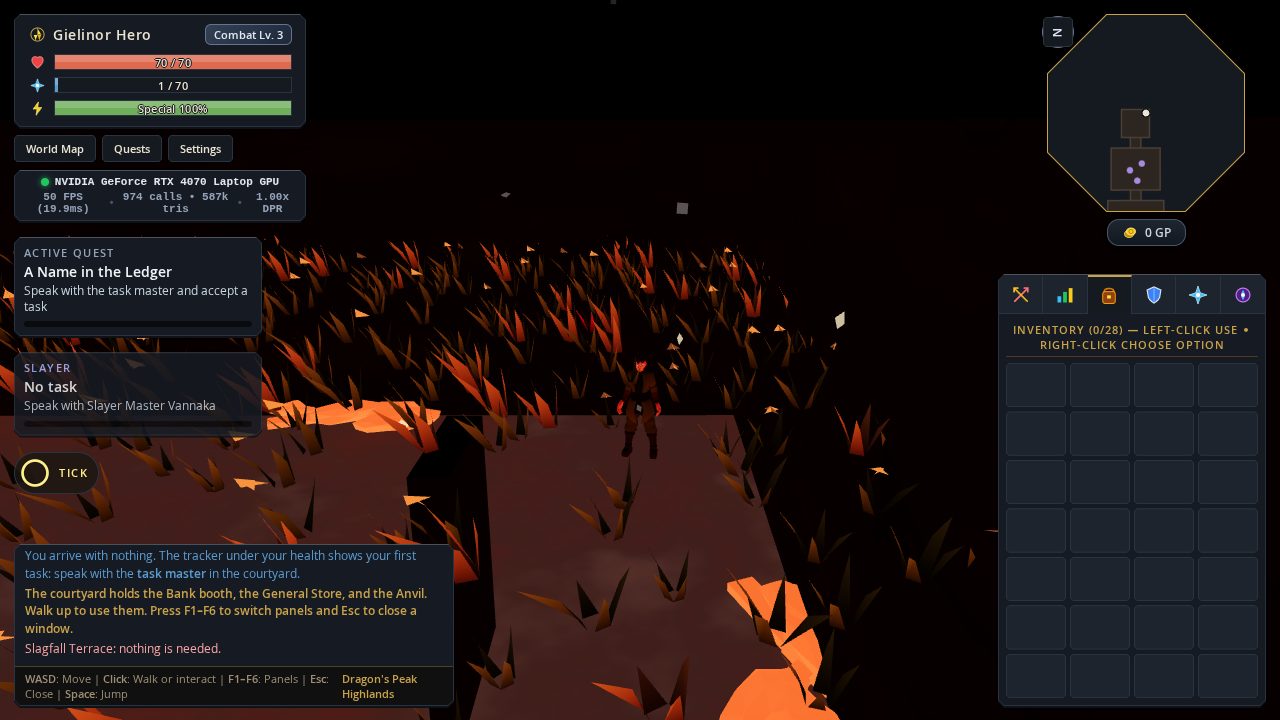 Gielinor Hero
Combat Lv. 3
70 / 70
1 / 70
Special 100%
World Map
Quests
Settings
NVIDIA GeForce RTX 4070 Laptop GPU
50 FPS (19.9ms) • 974 calls • 587k tris • 1.00x DPR
ACTIVE QUEST
A Name in the Ledger
Speak with the task master and accept a
task
SLAYER
No task
Speak with Slayer Master Vannaka
TICK
You arrive with nothing. The tracker under your health shows your first
task: speak with the task master in the courtyard.
The courtyard holds the Bank booth, the General Store, and the Anvil.
Walk up to use them. Press F1–F6 to switch panels and Esc to close a
window.
Slagfall Terrace: nothing is needed.
WASD: Move | Click: Walk or interact | F1–F6: Panels | Esc:
Close | Space: Jump
Dragon's Peak
Highlands
N
0 GP
INVENTORY (0/28) — LEFT-CLICK USE •
RIGHT-CLICK CHOOSE OPTION